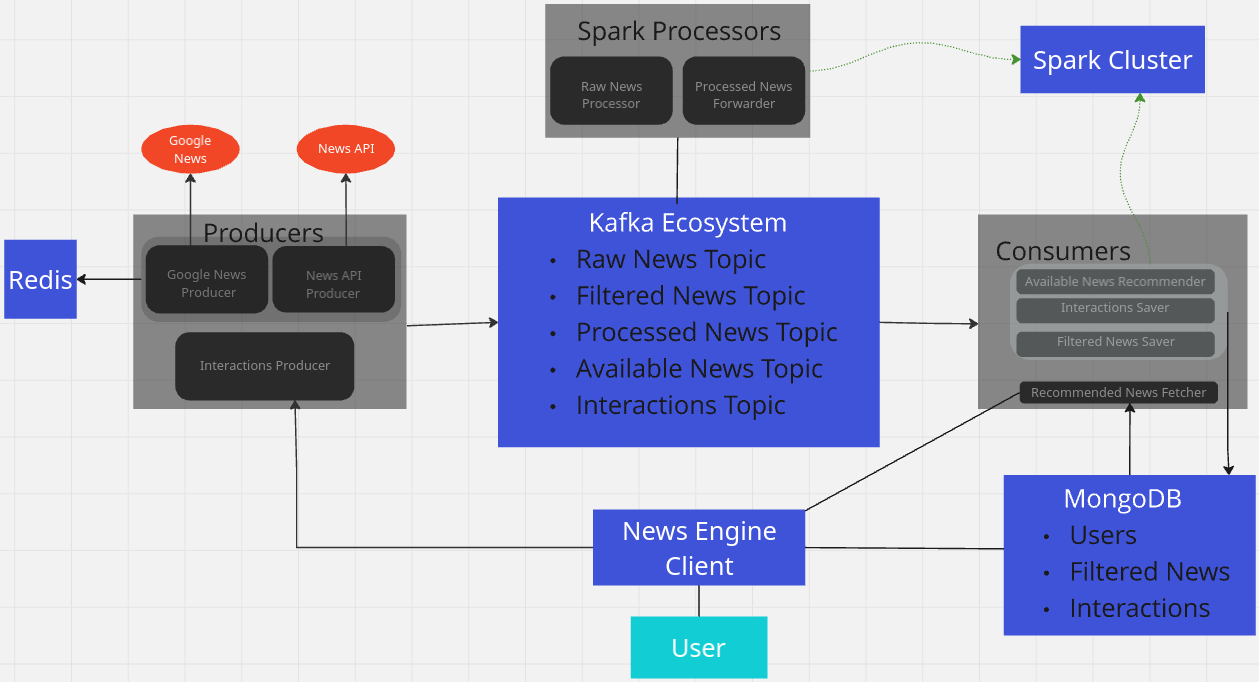 Spark Processors
Raw News
Processor
Processed News
Forwarder
Spark Cluster
Google
News
News API
Producers
Google News
Producer
News API
Producer
Interactions Producer
Redis
Kafka Ecosystem
• Raw News Topic
• Filtered News Topic
• Processed News Topic
• Available News Topic
• Interactions Topic
Consumers
Available News Recommender
Interactions Saver
Filtered News Saver
Recommended News Fetcher
News Engine
Client
User
MongoDB
• Users
• Filtered News
• Interactions